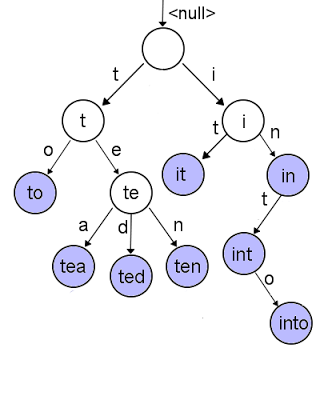 <null>
t i
t t i
o e t n
to te it in
a d n t
tea ted ten int
o
into